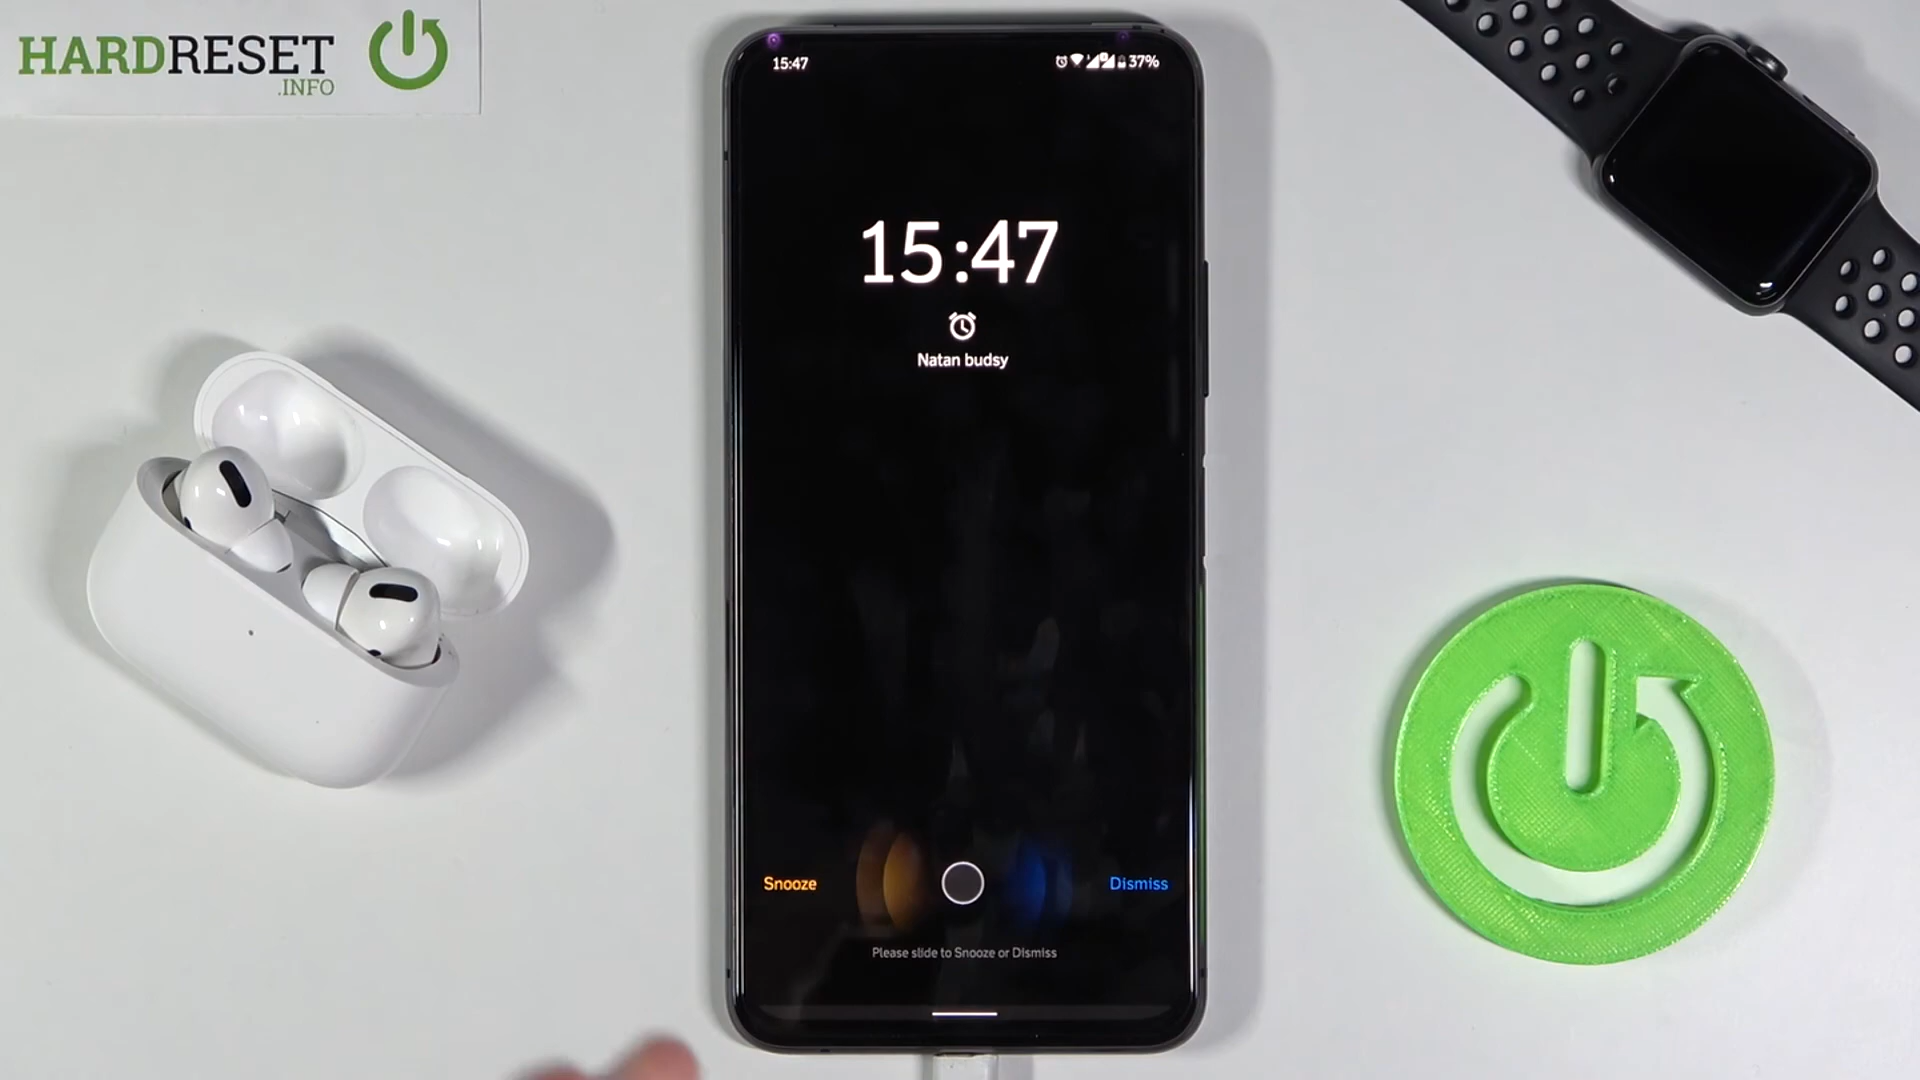 HARDRESET
.INFO
15:47
37%
15:47
Natan budsy
Snooze
Dismiss
Please slide to Snooze or Dismiss